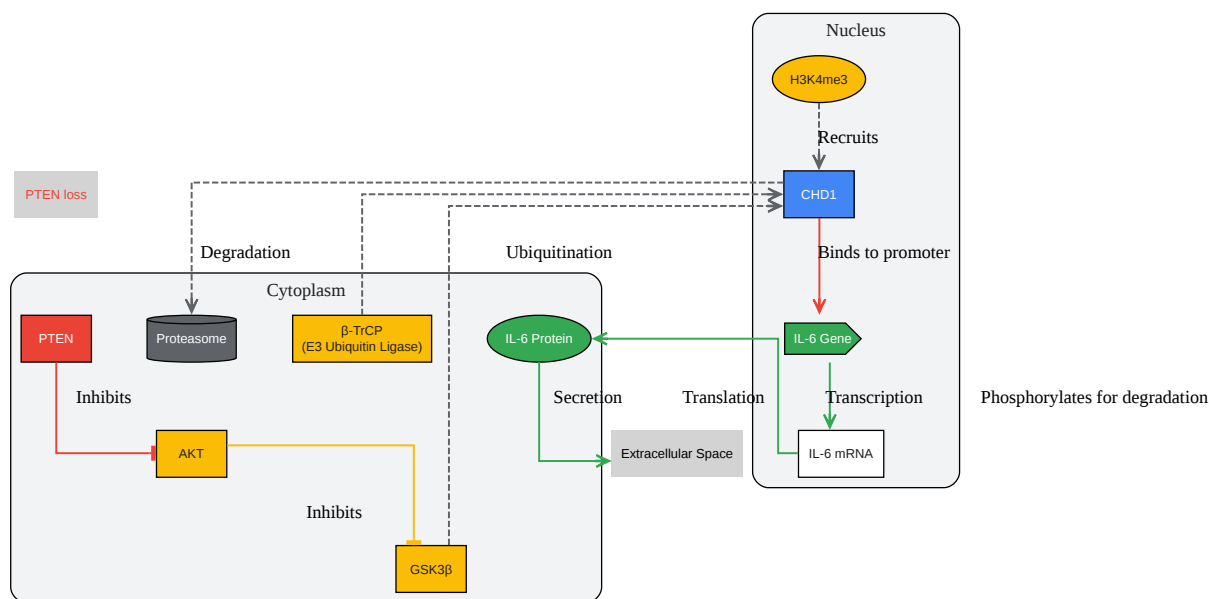 Nucleus
H3K4me3
Recruits
PTEN loss
CHD1
Degradation
Ubiquitination
Binds to promoter
Cytoplasm
PTEN
Proteasome
β-TrCP
(E3 Ubiquitin Ligase)
IL-6 Protein
IL-6 Gene
Inhibits
Secretion
Translation
Transcription
Phosphorylates for degradation
AKT
Extracellular Space
IL-6 mRNA
Inhibits
GSK3β